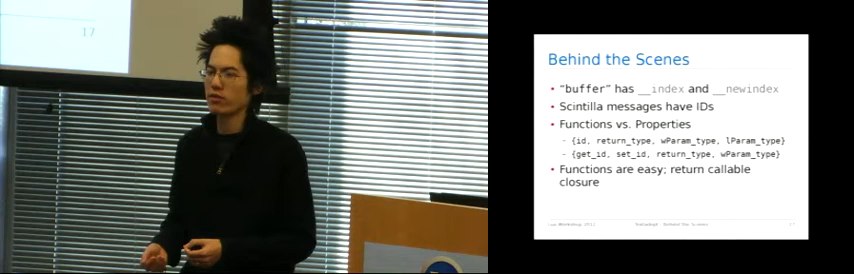 17
Behind the Scenes
• "buffer" has __index and __newindex
• Scintilla messages have IDs
• Functions vs. Properties
- {id, return_type, wParam_type, lParam_type}
- {get_id, set_id, return_type, wParam_type}
• Functions are easy; return callable
closure
Lua Workshop 2012
Textadept - Behind the Scenes
17